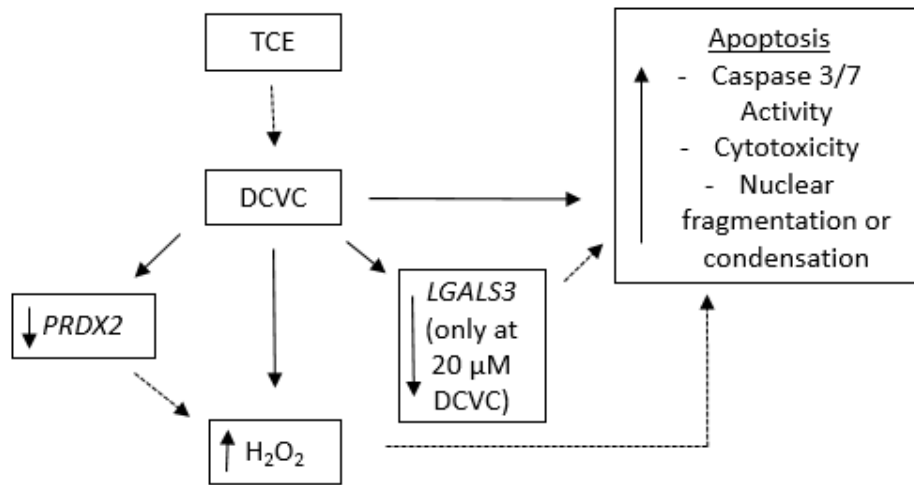 TCE
DCVC
PRDX2
H₂O₂
LGALS3
(only at
20 µM
DCVC)
Apoptosis
- Caspase 3/7
Activity
- Cytotoxicity
- Nuclear
fragmentation or
condensation